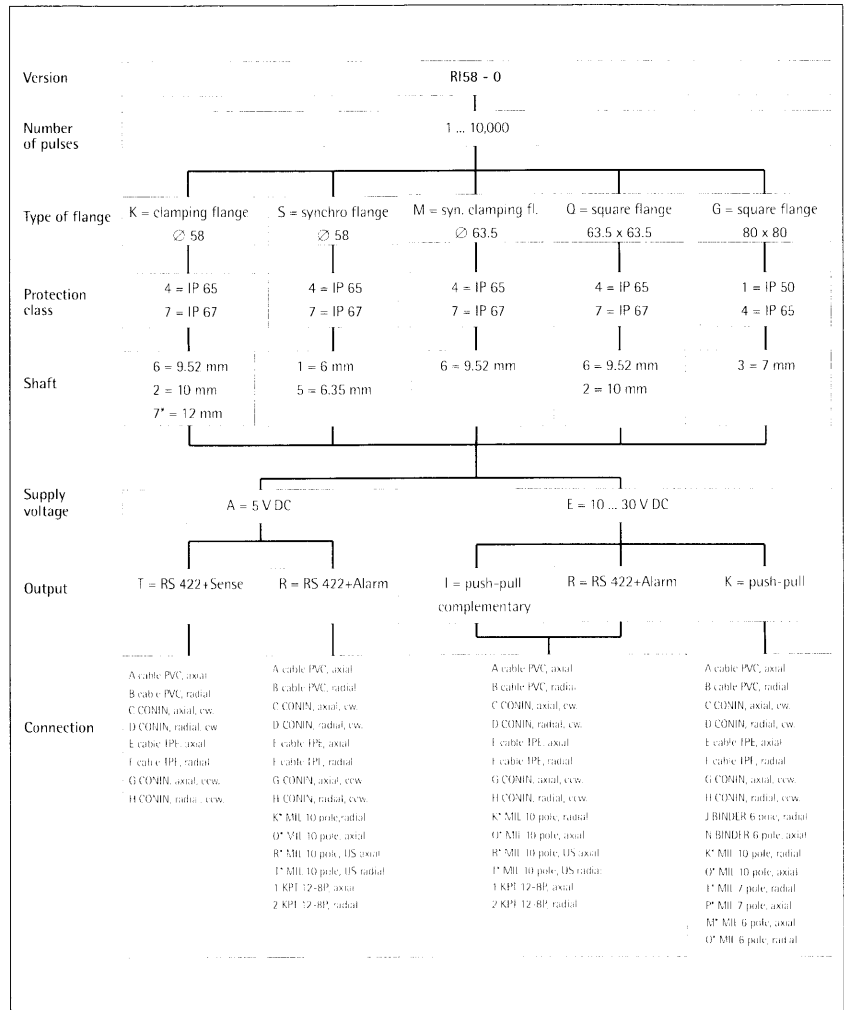 Version
RI58 - 0
Number
of pulses
1 ... 10,000
Type of flange
K = clamping flange
∅ 58
S = synchro flange
∅ 58
M = syn. clamping fl.
∅ 63.5
Q = square flange
63.5 x 63.5
G = square flange
80 x 80
Protection
class
4 = IP 65
7 = IP 67
4 = IP 65
7 = IP 67
4 = IP 65
7 = IP 67
4 = IP 65
7 = IP 67
1 = IP 50
4 = IP 65
Shaft
6 = 9.52 mm
2 = 10 mm
7* = 12 mm
1 = 6 mm
5 = 6.35 mm
6 = 9.52 mm
6 = 9.52 mm
2 = 10 mm
3 = 7 mm
Supply
voltage
A = 5 V DC
E = 10 ... 30 V DC
Output
T = RS 422+Sense
R = RS 422+Alarm
I = push-pull
complementary
R = RS 422+Alarm
K = push-pull
Connection
A cable PVC, axial
B cable PVC, radial
C CONIN, axial, cw.
D CONIN, radial, cw
E cable TPE, axial
F cable TPE, radial
G CONIN, axial, ccw.
H CONIN, radial, ccw.
A cable PVC, axial
B cable PVC, radial
C CONIN, axial, cw.
D CONIN, radial, cw.
E cable TPE, axial
F cable TPE, radial
G CONIN, axial, ccw.
H CONIN, radial, ccw.
K* MIL 10 pole,radial
O* MIL 10 pole, axial
R* MIL 10 pole, US axial
T* MIL 10 pole, US radial
1 KPT 12-8P, axial
2 KPT 12-8P, radial
A cable PVC, axial
B cable PVC, radial
C CONIN, axial, cw.
D CONIN, radial, cw.
E cable TPE, axial
F cable TPE, radial
G CONIN, axial, ccw.
H CONIN, radial, ccw.
K* MIL 10 pole, radial
O* MIL 10 pole, axial
R* MIL 10 pole, US axial
T* MIL 10 pole, US radial
1 KPT 12-8P, axial
2 KPT 12-8P, radial
A cable PVC, axial
B cable PVC, radial
C CONIN, axial, cw.
D CONIN, radial, cw.
E cable TPE, axial
F cable TPE, radial
G CONIN, axial, ccw.
H CONIN, radial, ccw.
J BINDER 6 pole, radial
N BINDER 6 pole, axial
K* MIL 10 pole, radial
O* MIL 10 pole, axial
MIL 7 pole, radial
P* MIL 7 pole, axial
M* MIL 6 pole, axial
MIL 6 pole, radial